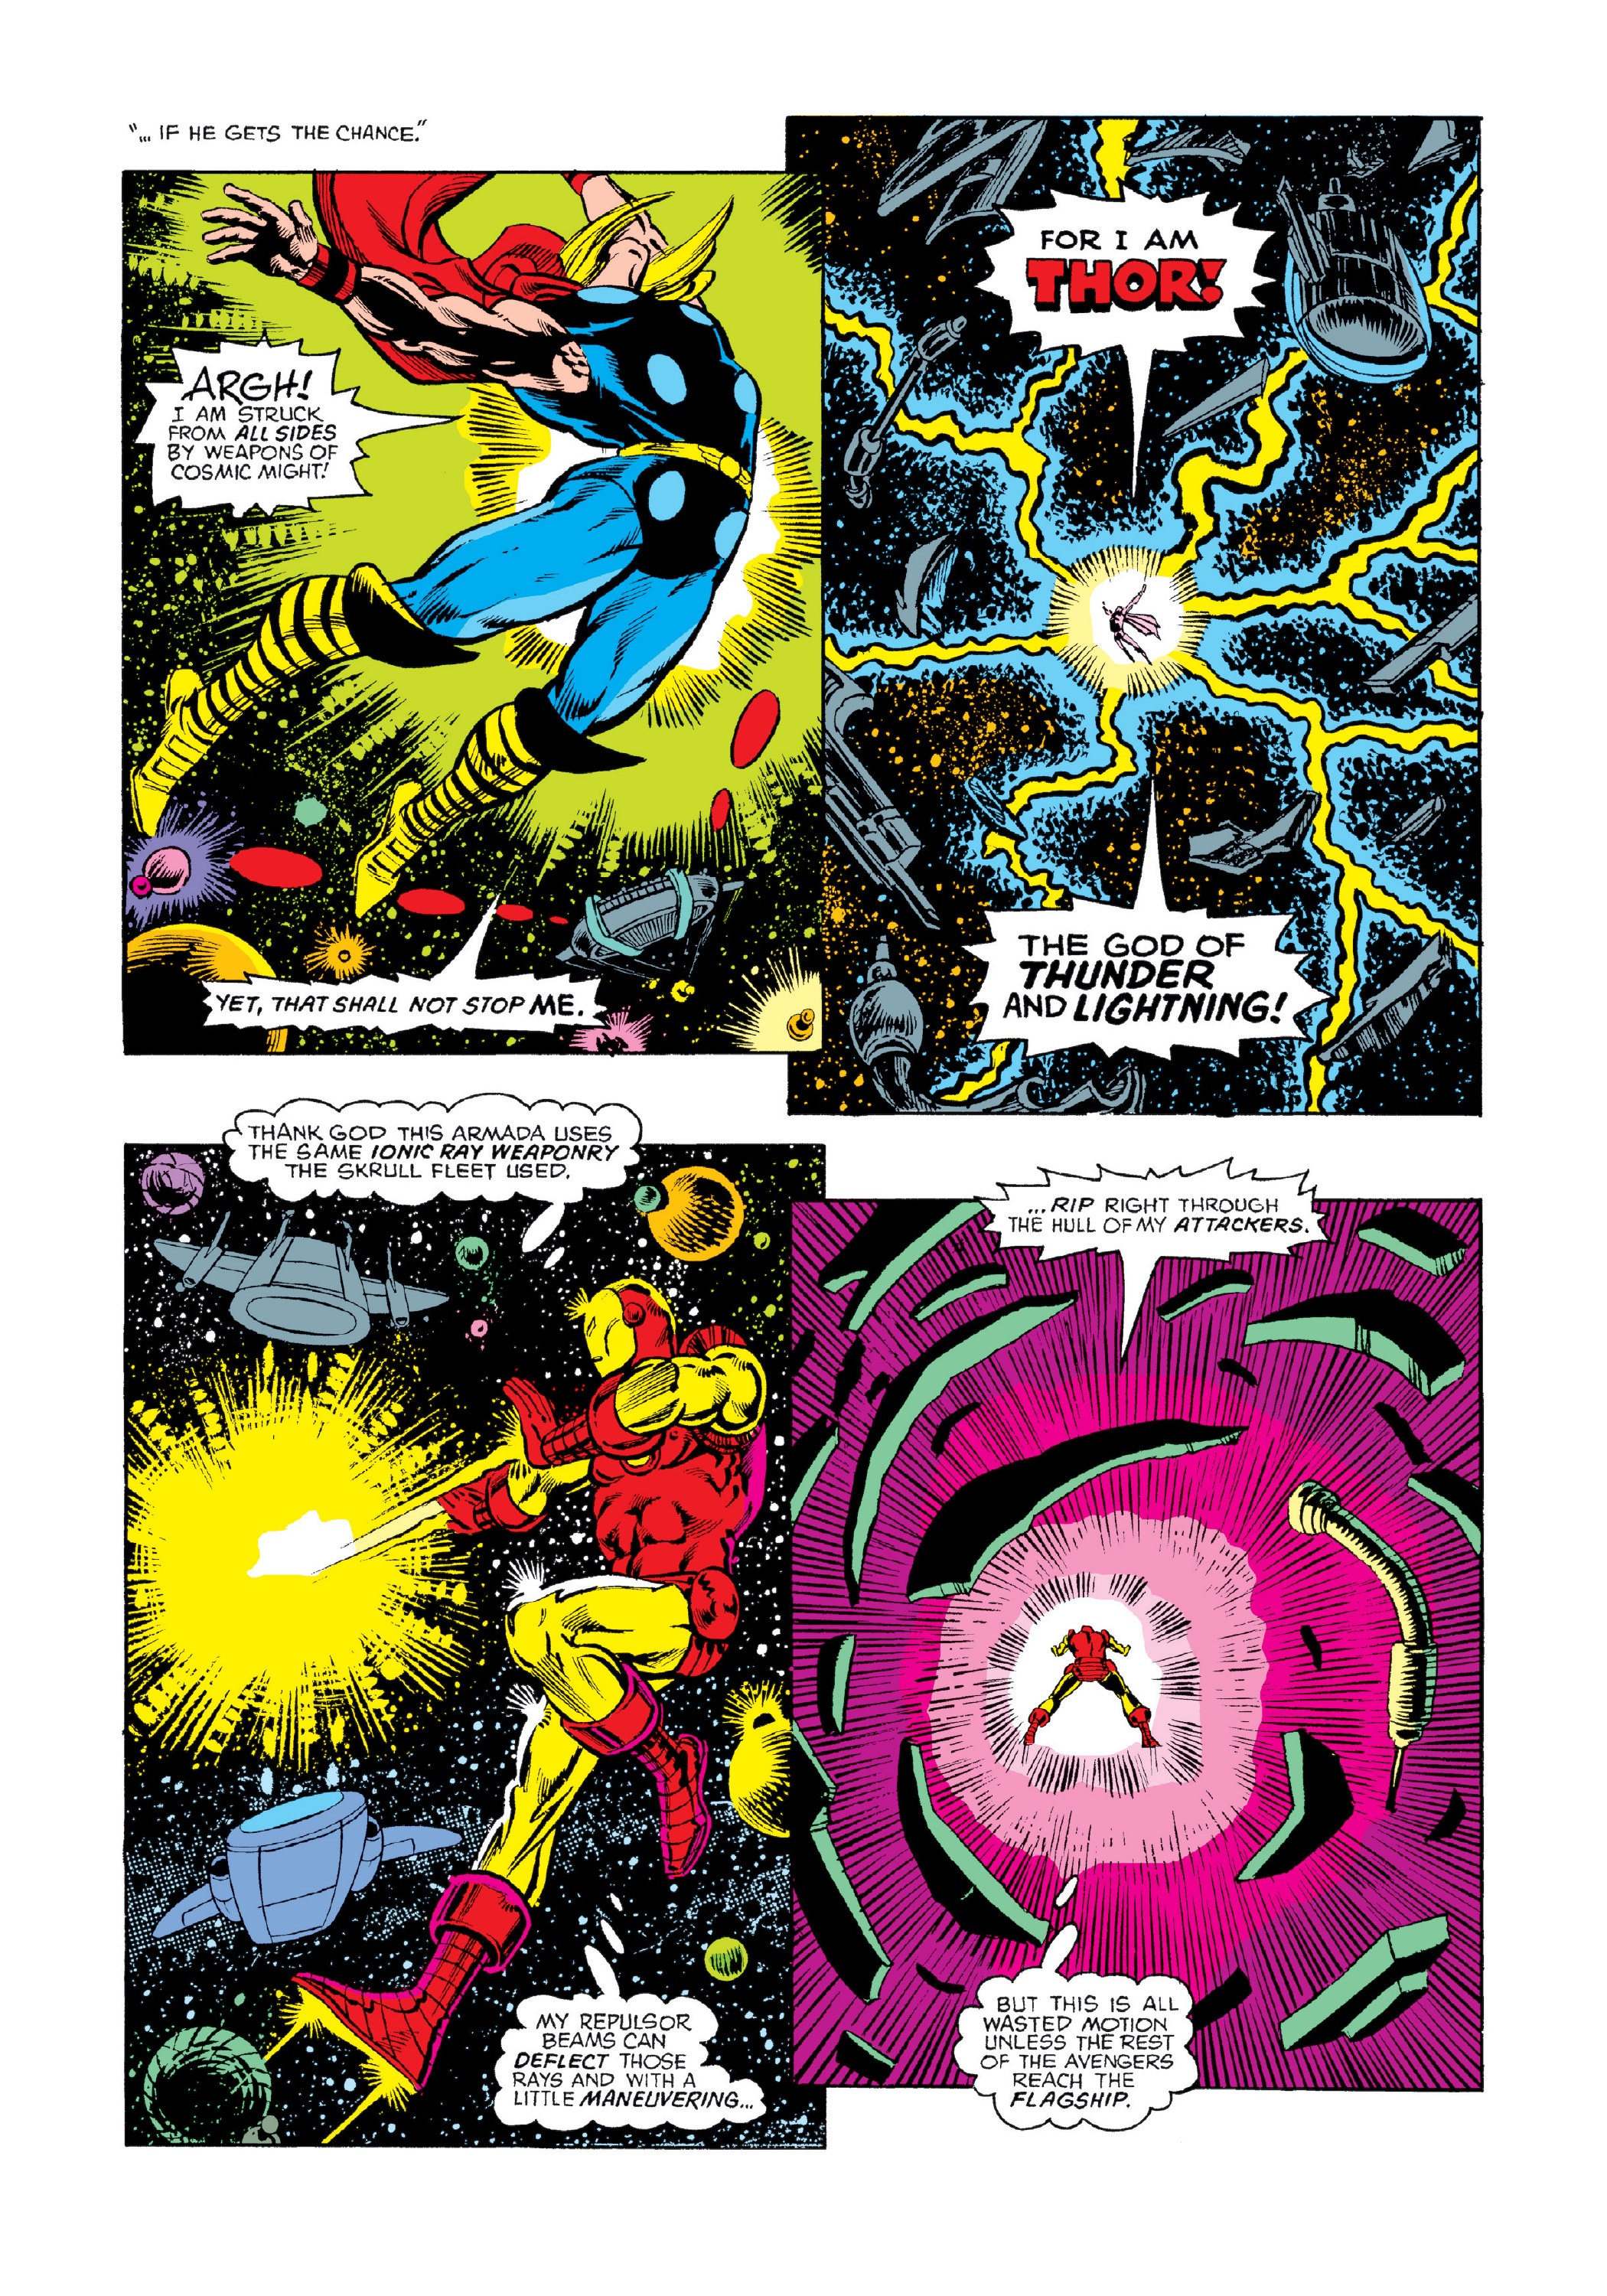 "... IF HE GETS THE CHANCE."
ARGH!
I AM STRUCK
FROM ALL SIDES
BY WEAPONS OF
COSMIC MIGHT!
YET, THAT SHALL NOT STOP ME.
FOR I AM
THOR!
THE GOD OF
THUNDER
AND LIGHTNING!
THANK GOD THIS ARMADA USES
THE SAME IONIC RAY WEAPONRY
THE SKRULL FLEET USED.
MY REPULSOR
BEAMS CAN
DEFLECT THOSE
RAYS AND WITH A
LITTLE MANEUVERING...
...RIP RIGHT THROUGH
THE HULL OF MY ATTACKERS.
BUT THIS IS ALL
WASTED MOTION
UNLESS THE REST
OF THE AVENGERS
REACH THE
FLAGSHIP.